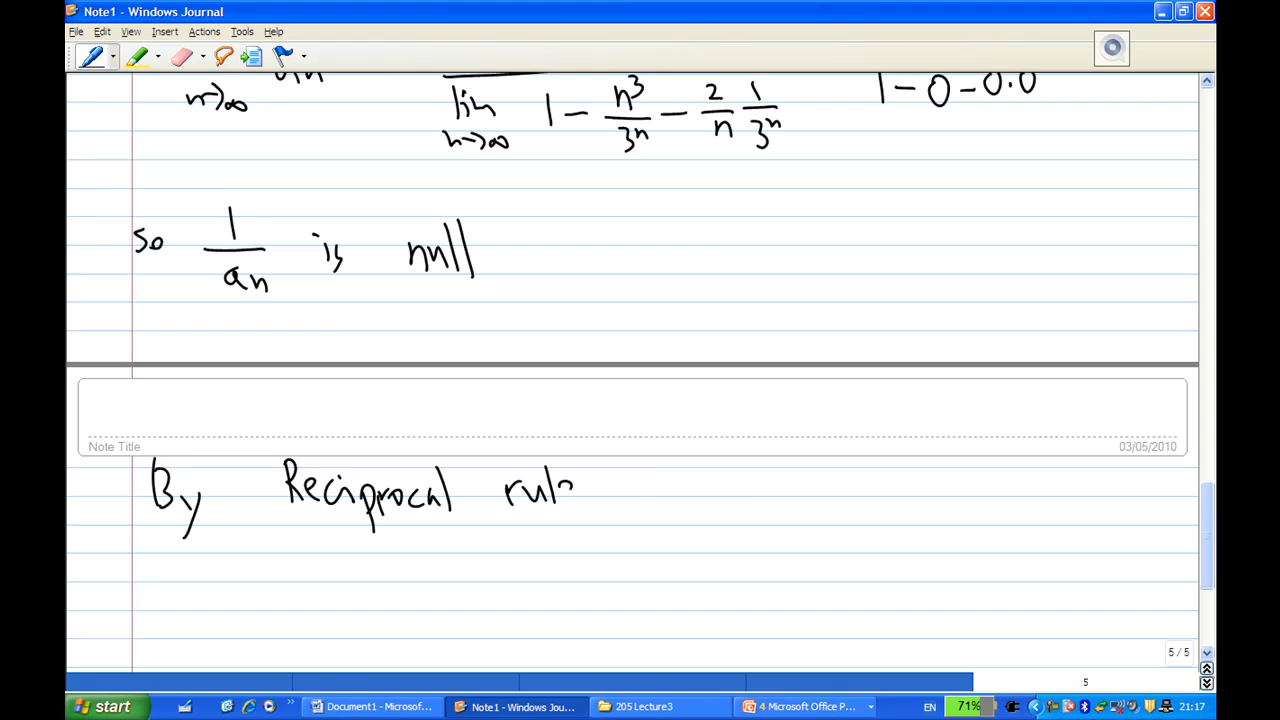 Note1 - Windows Journal
File Edit View Insert Actions Tools Help
n→∞
lim 1 - n³/3ⁿ - 2/n 1/3ⁿ
n→∞
1 - 0 - 0.0
so 1/an is null
Note Title 03/05/2010
By Reciprocal rule
5 / 5
5
start Document1 - Microsof... Note1 - Windows Jour... 205 Lecture3 4 Microsoft Office P... EN 71% 21:17